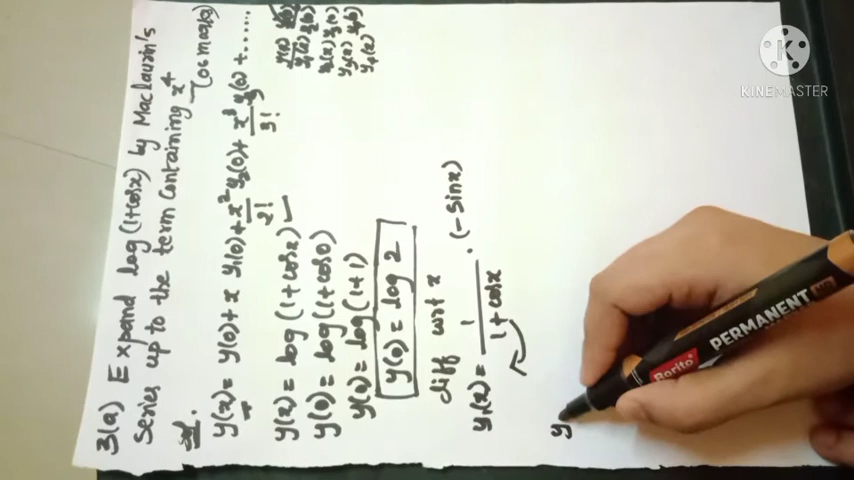 3(a) Expand log(1+cosx) by Maclaurin's
series up to the term containing x⁴
Sol.
y(x) = y(0) + x y₁(0) + x²/2! y₂(0) + x³/3! y₃(0) + ......
y(x) = log(1+cosx)
y(0) = log(1+cos0)
y(0) = log(1+1)
y(0) = log 2
diff wrt x
y₁(x) = 1/1+cosx . (-sinx)
y
KINEMASTER
Borito
PERMANENT